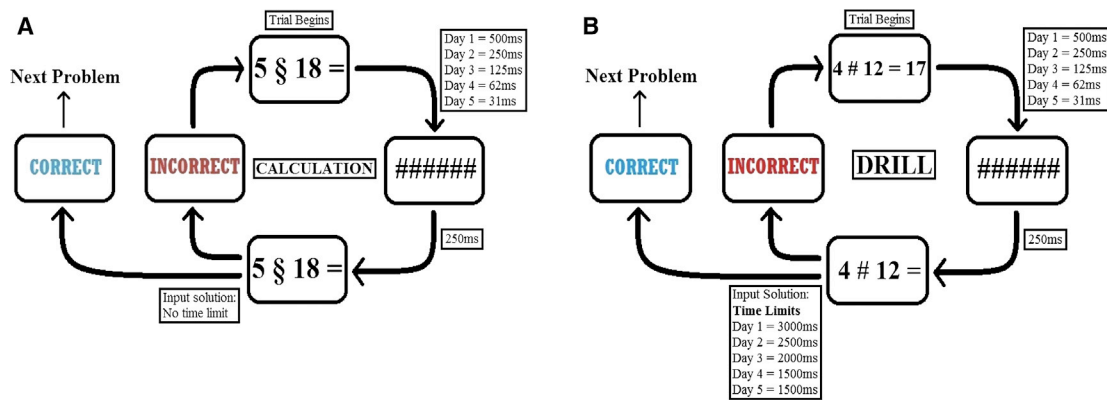 A
Trial Begins
5 § 18 =
Day 1 = 500ms
Day 2 = 250ms
Day 3 = 125ms
Day 4 = 62ms
Day 5 = 31ms
Next Problem
CORRECT
INCORRECT
CALCULATION
######
250ms
5 § 18 =
Input solution:
No time limit
B
Trial Begins
4 # 12 = 17
Day 1 = 500ms
Day 2 = 250ms
Day 3 = 125ms
Day 4 = 62ms
Day 5 = 31ms
Next Problem
CORRECT
INCORRECT
DRILL
######
250ms
4 # 12 =
Input Solution:
Time Limits
Day 1 = 3000ms
Day 2 = 2500ms
Day 3 = 2000ms
Day 4 = 1500ms
Day 5 = 1500ms